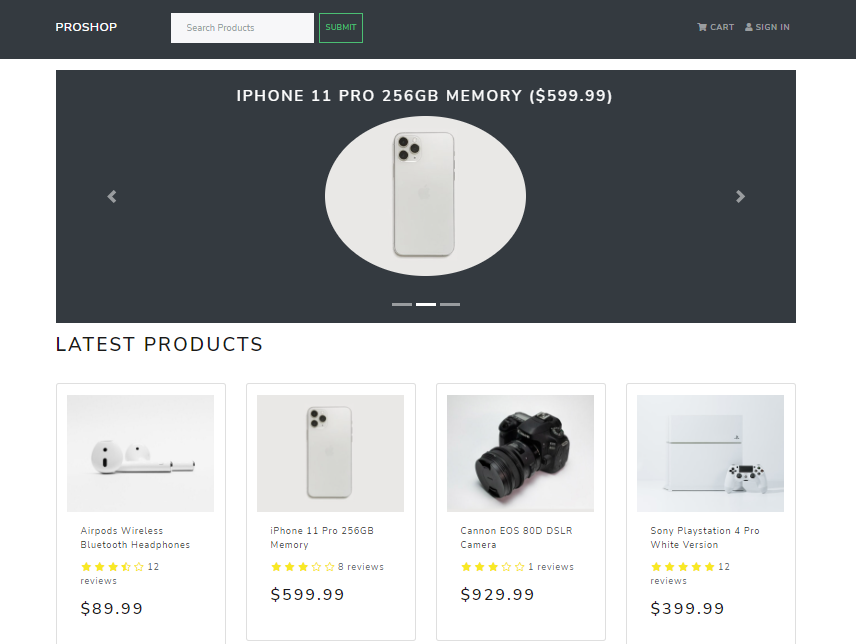 PROSHOP
Search Products
SUBMIT
CART
SIGN IN
IPHONE 11 PRO 256GB MEMORY ($599.99)
LATEST PRODUCTS
Airpods Wireless
Bluetooth Headphones
12
reviews
$89.99
iPhone 11 Pro 256GB
Memory
8 reviews
$599.99
Cannon EOS 80D DSLR
Camera
1 reviews
$929.99
Sony Playstation 4 Pro
White Version
12
reviews
$399.99